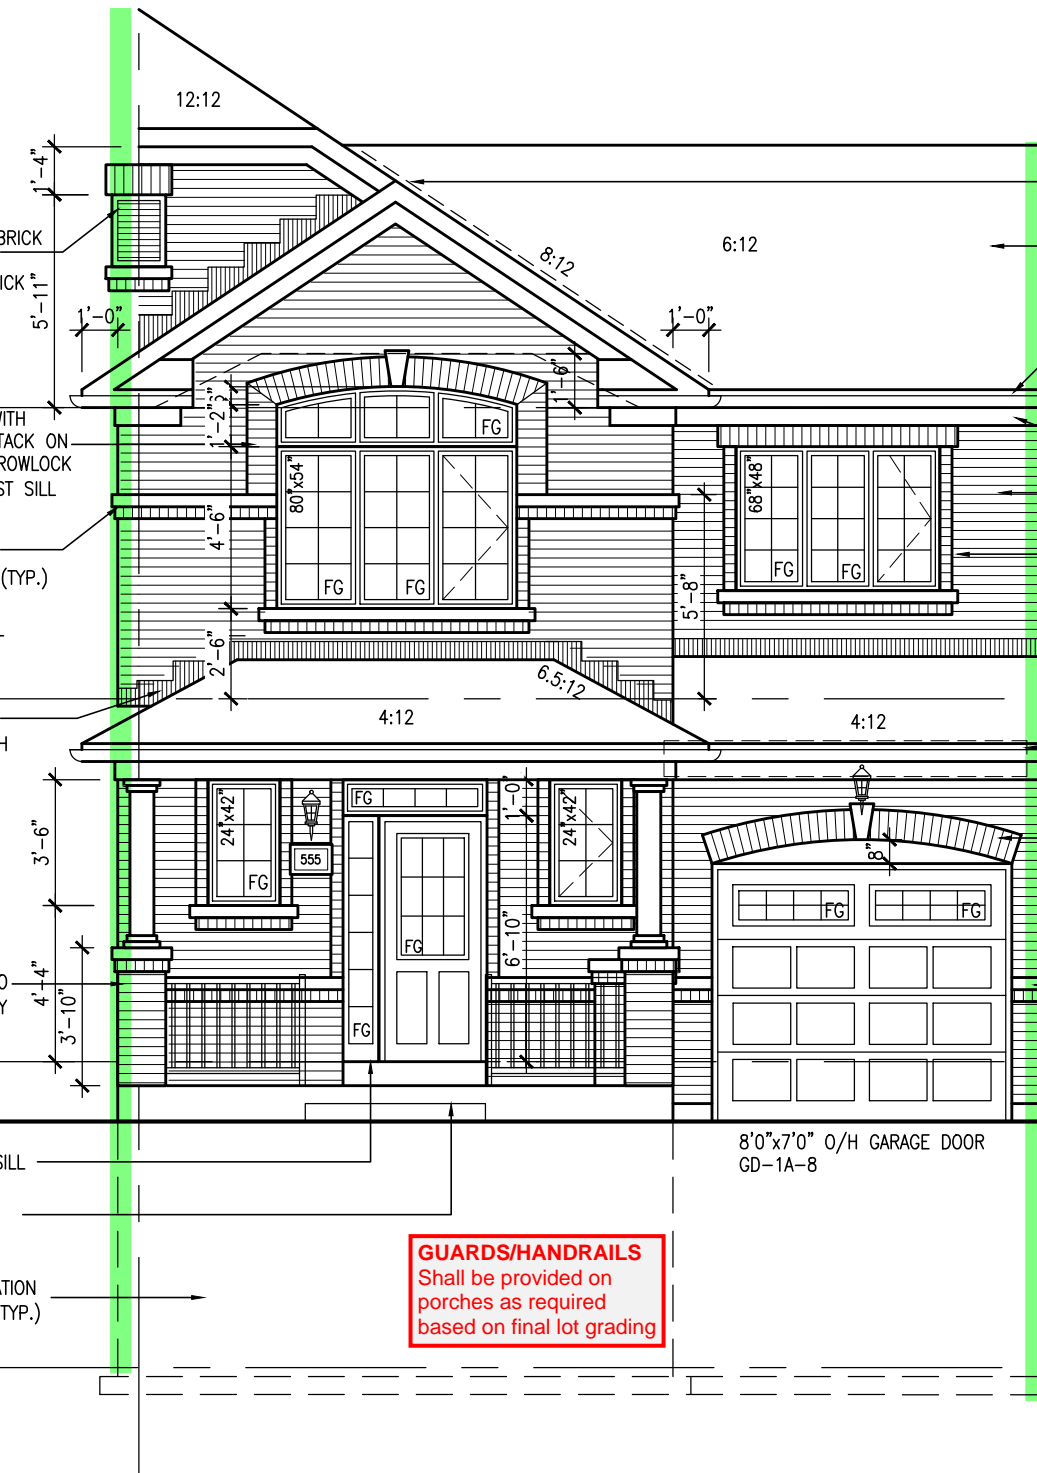 12:12
1'-4"
BRICK
ICK
5'-11"
1'-0"
8:12
6:12
1'-0"
1'-6"
WITH
TACK ON
ROWLOCK
ST SILL
1'-2"
FG
80"x54"
4'-6"
FG
FG
68"x48"
FG
FG
(TYP.)
5'-8"
2'-6"
6.5:12
4:12
4:12
H
3'-6"
24"x42"
FG
555
FG
1'-0"
24"x42"
8"
FG
FG
6'-10"
FG
FG
4'-4"
3'-10"
O
Y
SILL
8'0"x7'0" O/H GARAGE DOOR
GD-1A-8
GUARDS/HANDRAILS
Shall be provided on
porches as required
based on final lot grading
ATION
TYP.)